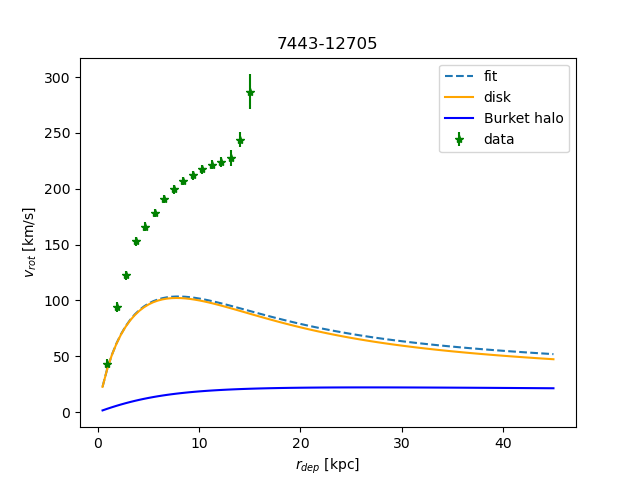 7443-12705
fit
disk
Burket halo
data
v_rot [km/s]
300
250
200
150
100
50
0
0 10 20 30 40
r_dep [kpc]